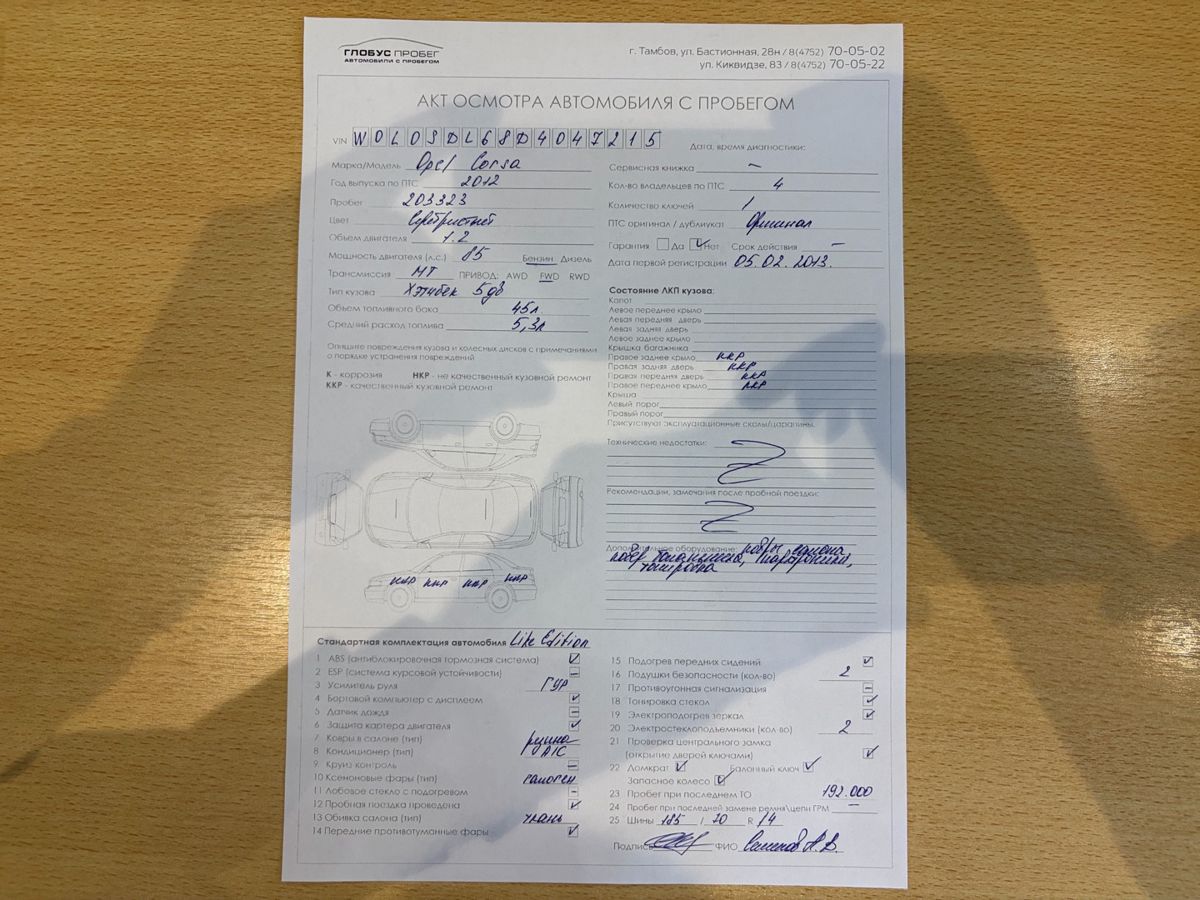 ГЛОБУС ПРОБЕГ
АВТОМОБИЛИ С ПРОБЕГОМ
г. Тамбов, ул. Бастионная, 28н / 8(4752) 70-05-02
ул. Киквидзе, 83 / 8(4752) 70-05-22
АКТ ОСМОТРА АВТОМОБИЛЯ С ПРОБЕГОМ
VIN W0L0SDL68D4047215
Дата, время диагностики:
Марка/Модель Opel Corsa
Год выпуска по ПТС 2012
Пробег 203323
Цвет Серебристый
Объем двигателя 1.2
Мощность двигателя (л.с.) 85 Бензин Дизель
Трансмиссия МТ ПРИВОД: AWD FWD RWD
Тип кузова Хэтчбек 5дв
Объем топливного бака 45л
Средний расход топлива 5,3л
Опишите повреждения кузова и колесных дисков с примечаниями
о порядке устранения повреждений
К - коррозия НКР - не качественный кузовной ремонт
ККР - качественный кузовной ремонт
ККР ККР ККР ККР
Сервисная книжка —
Кол-во владельцев по ПТС 4
Количество ключей 1
ПТС оригинал / дубликат Оригинал
Гарантия Да Нет Срок действия —
Дата первой регистрации 05.02.2013.
Состояние ЛКП кузова:
Капот
Левое переднее крыло
Левая передняя дверь
Левая задняя дверь
Левое заднее крыло
Крышка багажника
Правое заднее крыло ККР
Правая задняя дверь ККР
Правая передняя дверь ККР
Правое переднее крыло ККР
Крыша
Левый порог
Правый порог
Присутствуют эксплуатационные сколы/царапины.
Технические недостатки:
Рекомендации, замечания после пробной поездки:
Дополнительное оборудование: ковры салона
тонировка
Стандартная комплектация автомобиля Like Edition
1 ABS (антиблокировочная тормозная система)
2 ESP (система курсовой устойчивости) —
3 Усилитель руля ГУР
4 Бортовой компьютер с дисплеем
5 Датчик дождя —
6 Защита картера двигателя
7 Ковры в салоне (тип) резина
8 Кондиционер (тип) А/С
9 Круиз контроль —
10 Ксеноновые фары (тип) галоген
11 Лобовое стекло с подогревом —
12 Пробная поездка проведена
13 Обивка салона (тип) ткань
14 Передние противотуманные фары
15 Подогрев передних сидений
16 Подушки безопасности (кол-во) 2
17 Противоугонная сигнализация —
18 Тонировка стекол
19 Электроподогрев зеркал
20 Электростеклоподъемники (кол во) 2
21 Проверка центрального замка
(открытие дверей ключами)
22 Домкрат Балонный ключ
Запасное колесо
23 Пробег при последнем ТО 192.000
24 Пробег при последней замене ремня\цепи ГРМ —
25 Шины 185 / 70 R 14
Подпись ФИО Семенов А.В.